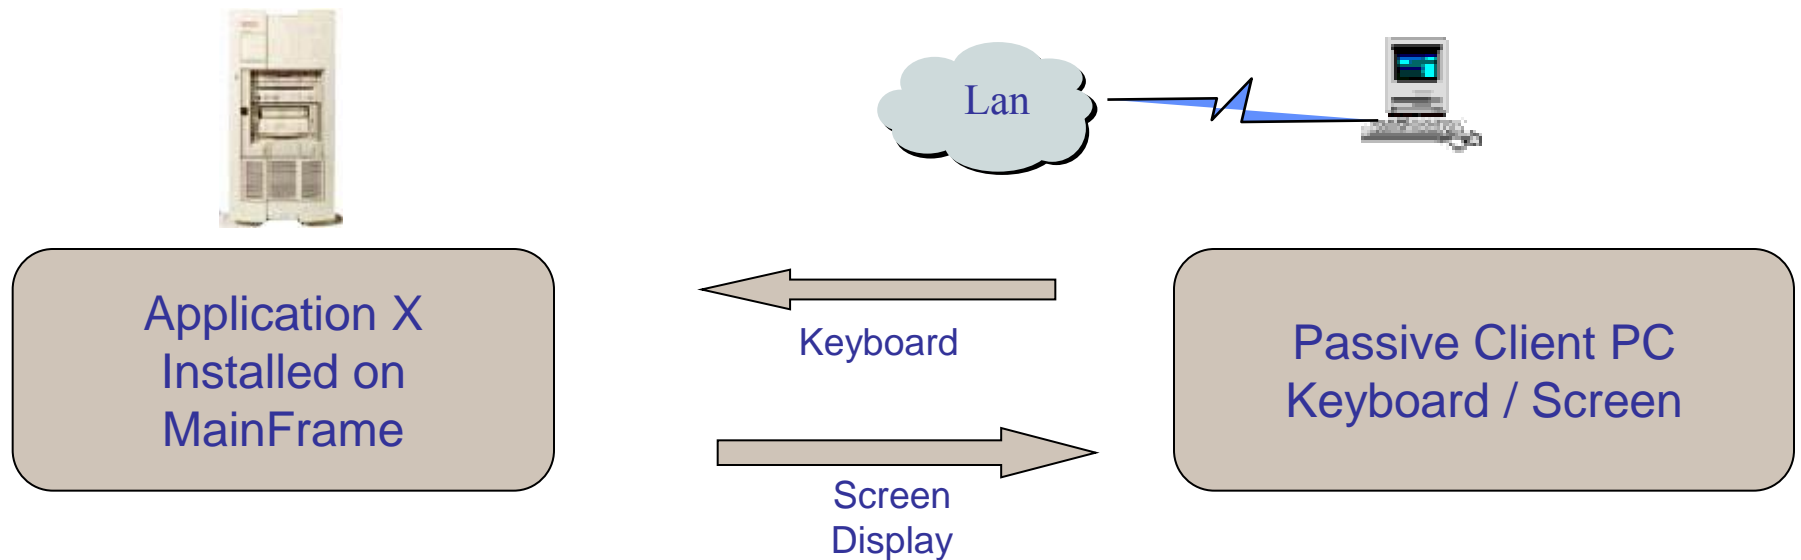 Lan
Application X
Installed on
MainFrame
Keyboard
Screen
Display
Passive Client PC
Keyboard / Screen